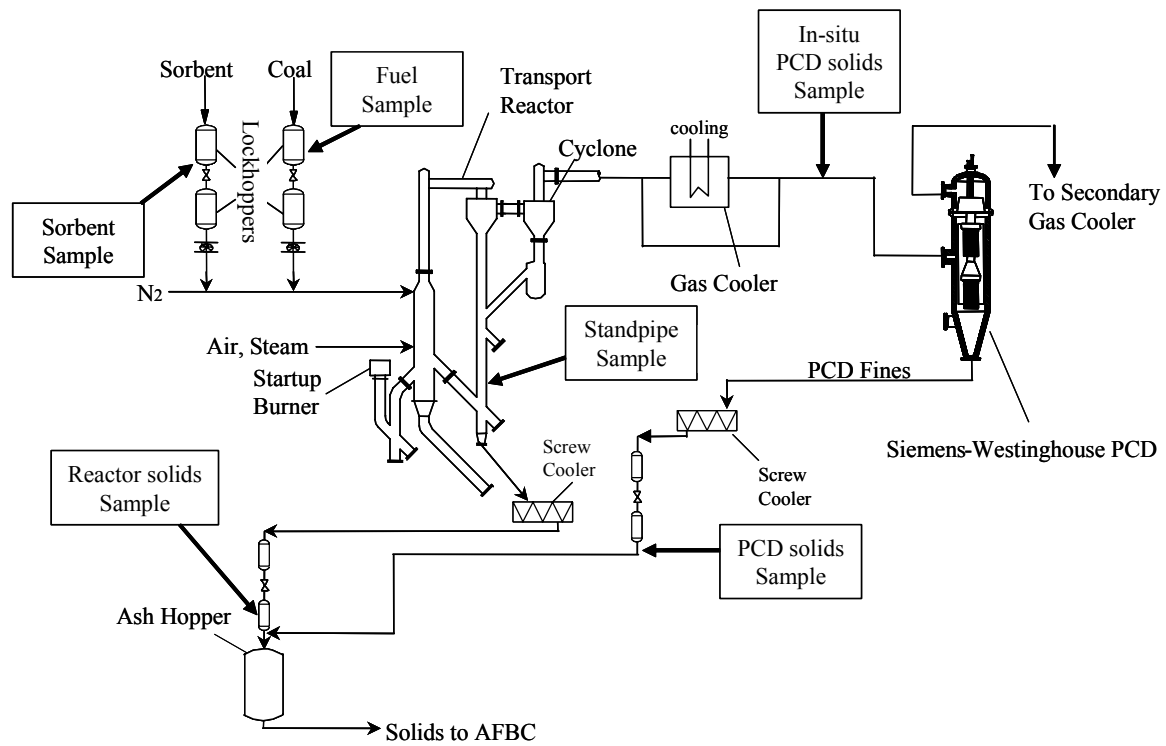 In-situ
PCD solids
Sample
Sorbent
Coal
Fuel
Sample
Transport
Reactor
cooling
Cyclone
Lockhoppers
To Secondary
Gas Cooler
Sorbent
Sample
Gas Cooler
N2
Standpipe
Sample
Air, Steam
Startup
Burner
PCD Fines
Siemens-Westinghouse PCD
Screw
Cooler
Screw
Cooler
Reactor solids
Sample
PCD solids
Sample
Ash Hopper
Solids to AFBC